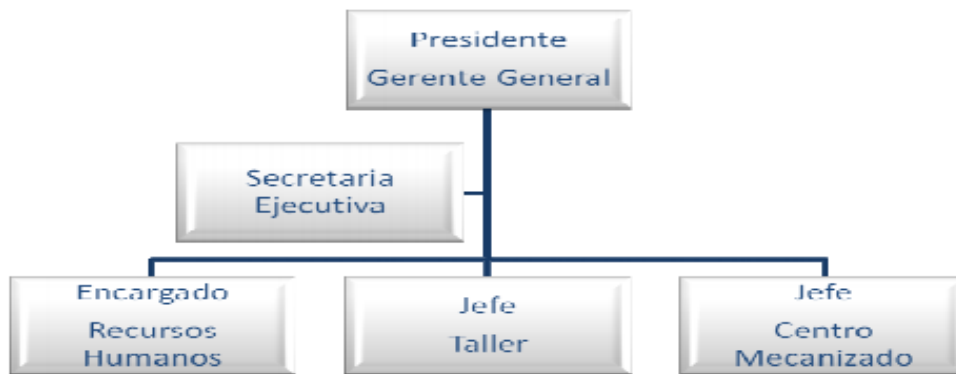 Presidente
Gerente General
Secretaria
Ejecutiva
Encargado
Recursos
Humanos
Jefe
Taller
Jefe
Centro
Mecanizado